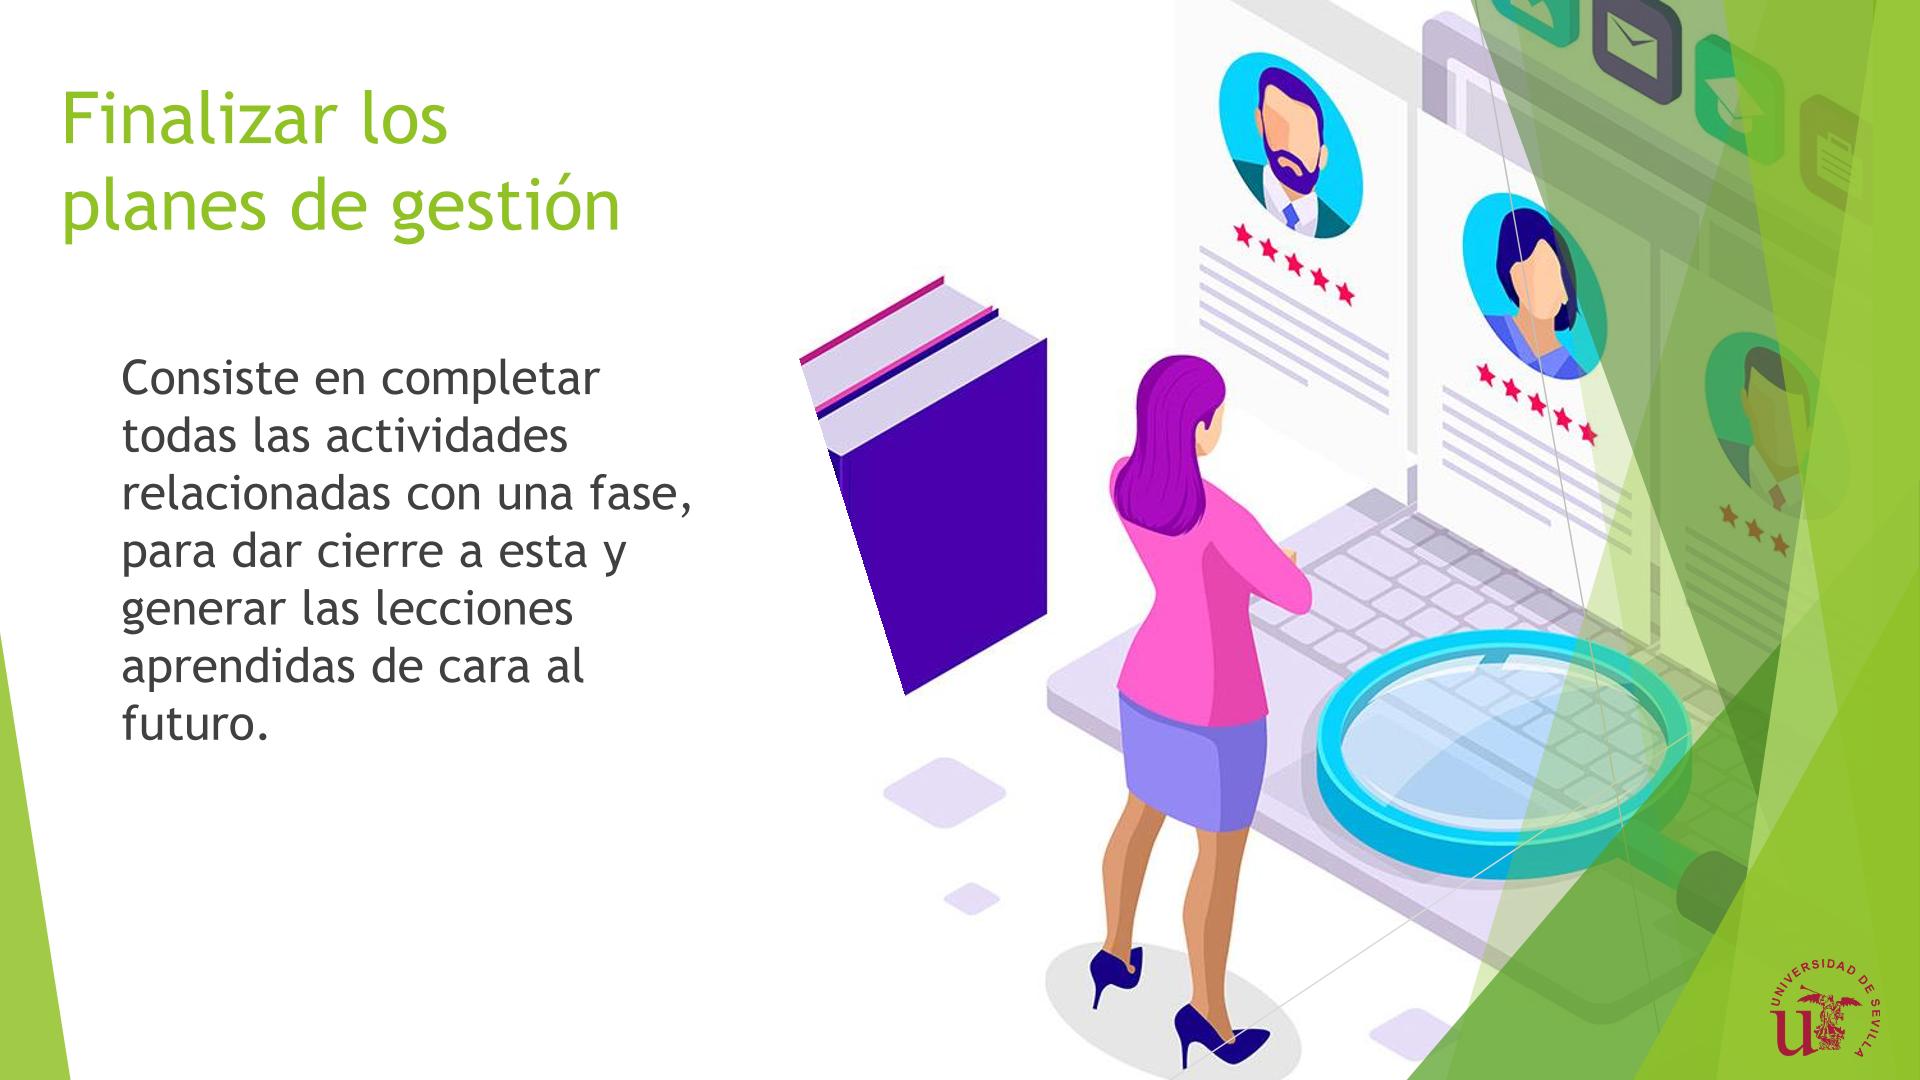 Finalizar los
planes de gestión
Consiste en completar
todas las actividades
relacionadas con una fase,
para dar cierre a esta y
generar las lecciones
aprendidas de cara al
futuro.
UNIVERSIDAD DE SEVILLA
U